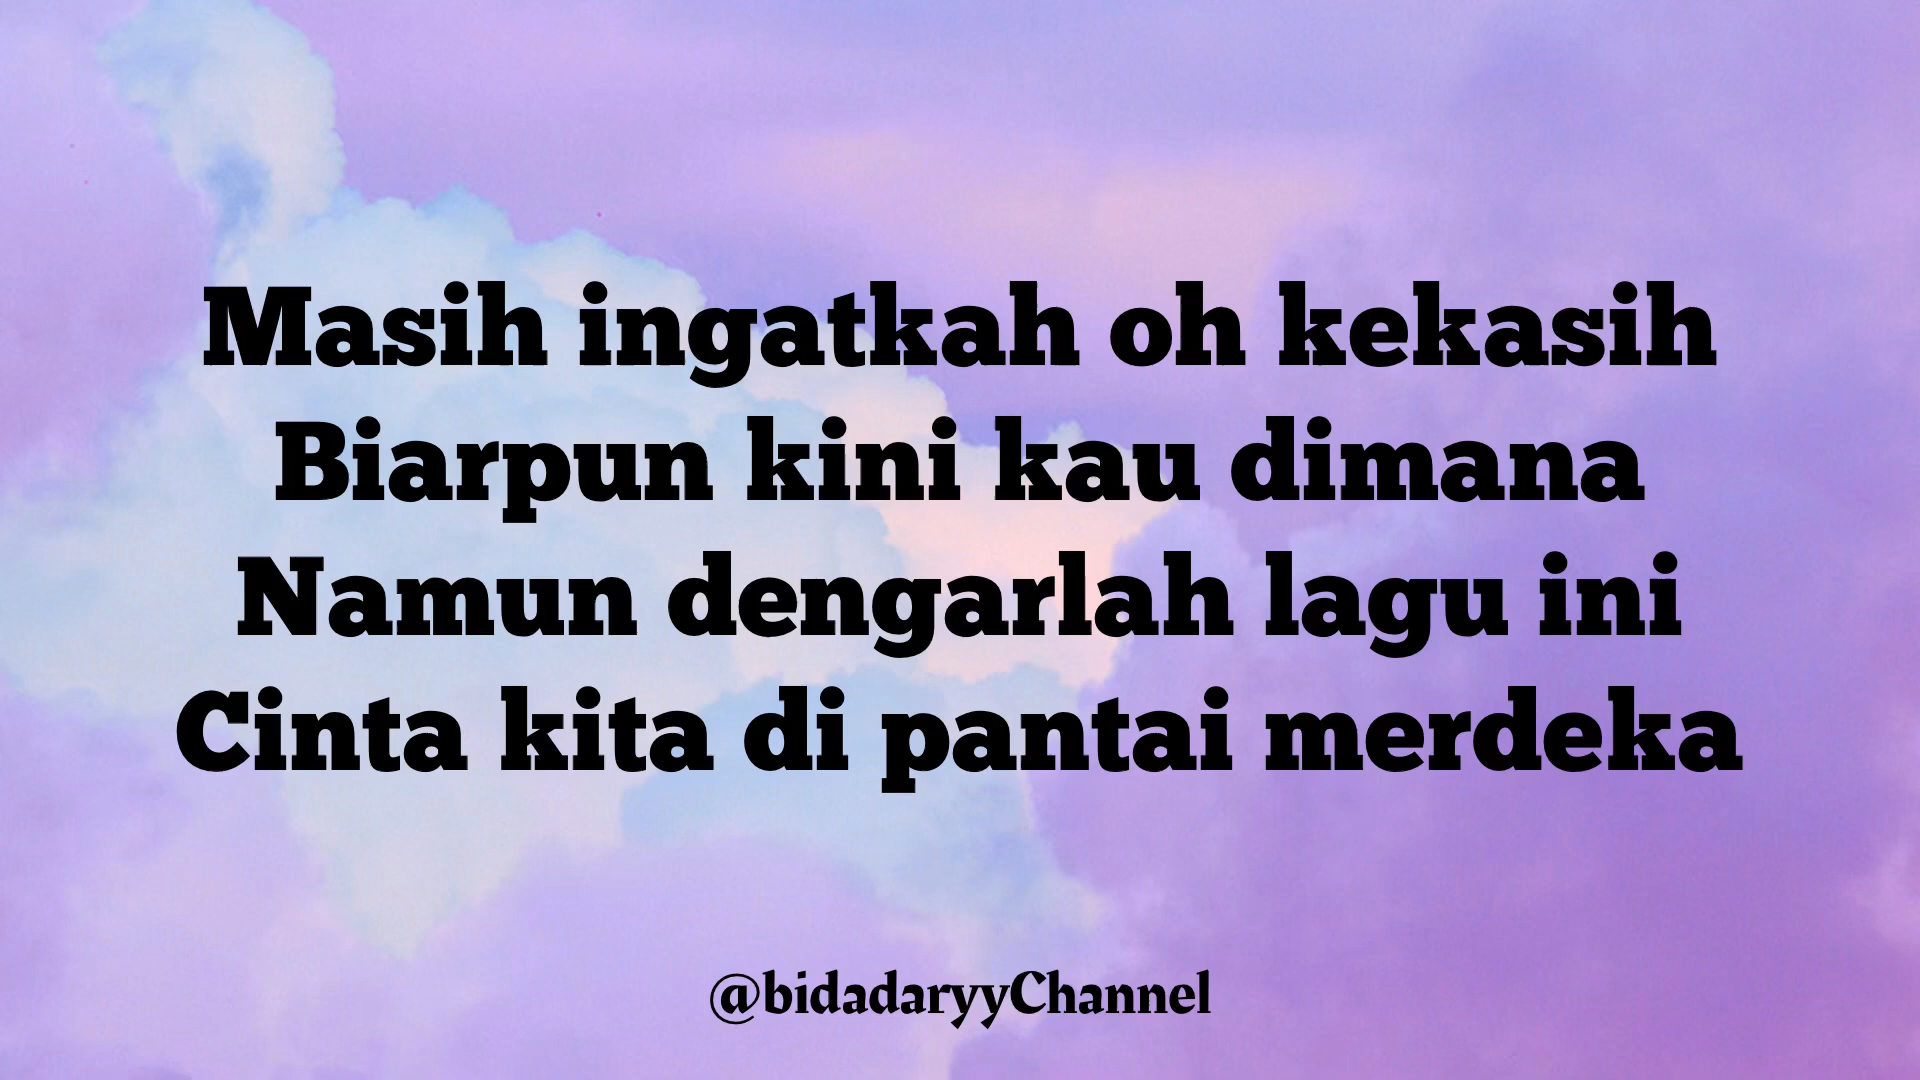 Masih ingatkah oh kekasih
Biarpun kini kau dimana
Namun dengarlah lagu ini
Cinta kita di pantai merdeka
@bidadaryyChannel